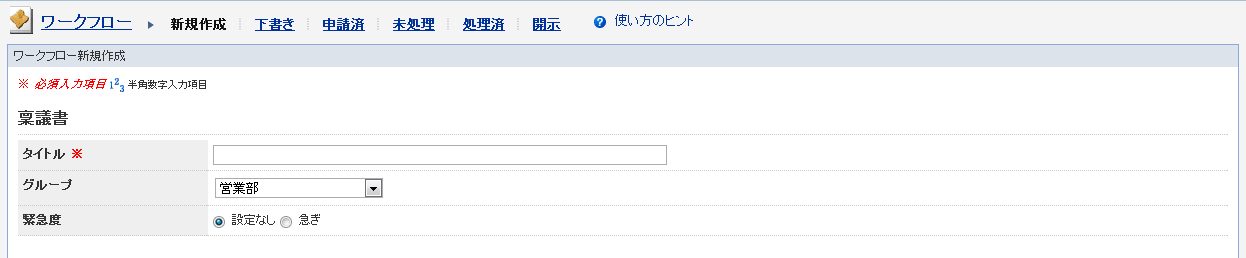 ワークフロー 新規作成 下書き 申請済 未処理 処理済 開示 使い方のヒント
ワークフロー新規作成
※ 必須入力項目 123 半角数字入力項目
稟議書
タイトル ※
グループ 営業部
緊急度 設定なし 急ぎ